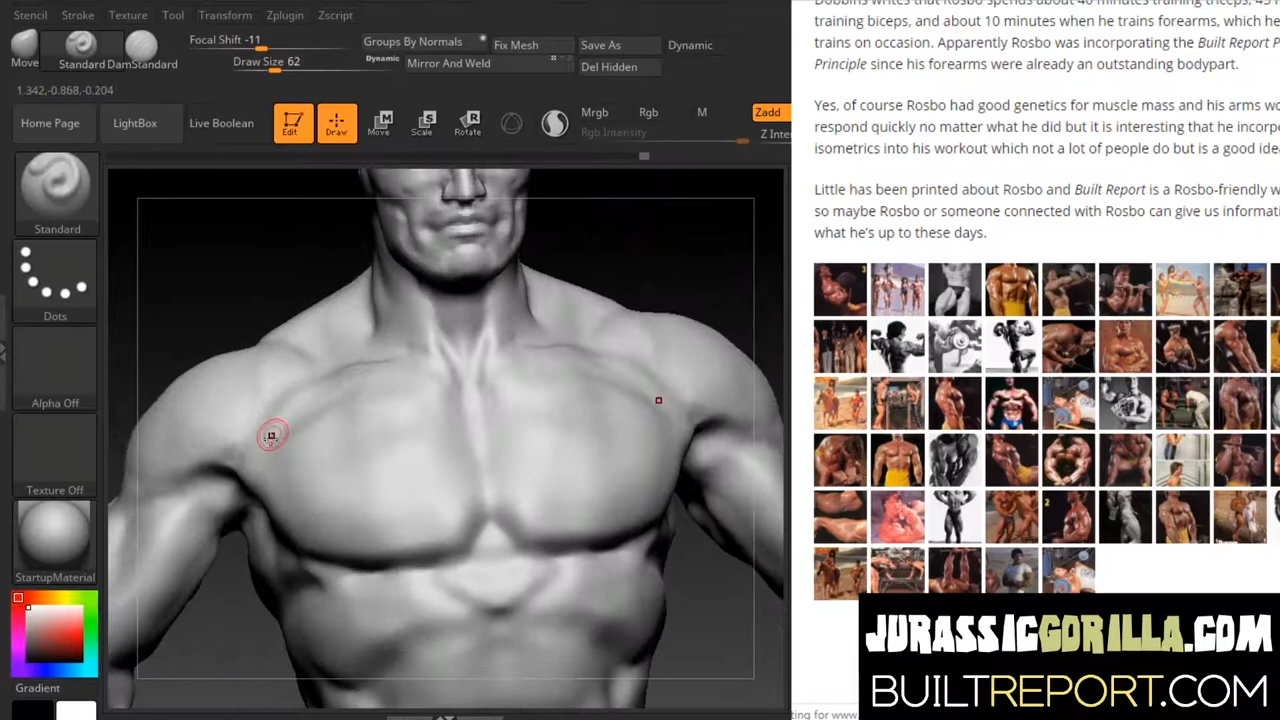 Stencil Stroke Texture Tool Transform Zplugin Zscript
Move
Standard DamStandard
Focal Shift -11
Draw Size 62
Dynamic
Groups By Normals
Mirror And Weld
Fix Mesh
Save As
Del Hidden
Dynamic
1.342,-0.868,-0.204
Home Page LightBox Live Boolean
Edit Draw Move Scale Rotate
Mrgb Rgb M Zadd
Rgb Intensity
Standard
Dots
Alpha Off
Texture Off
StartupMaterial
Gradient
training biceps, and about 10 minutes when he trains forearms, which he
trains on occasion. Apparently Rosbo was incorporating the Built Report P
Principle since his forearms were already an outstanding bodypart.
Yes, of course Rosbo had good genetics for muscle mass and his arms wo
respond quickly no matter what he did but it is interesting that he incorp
isometrics into his workout which not a lot of people do but is a good idea
Little has been printed about Rosbo and Built Report is a Rosbo-friendly w
so maybe Rosbo or someone connected with Rosbo can give us informati
what he's up to these days.
JURASSICGORILLA.COM
BUILTREPORT.COM
ting for www.